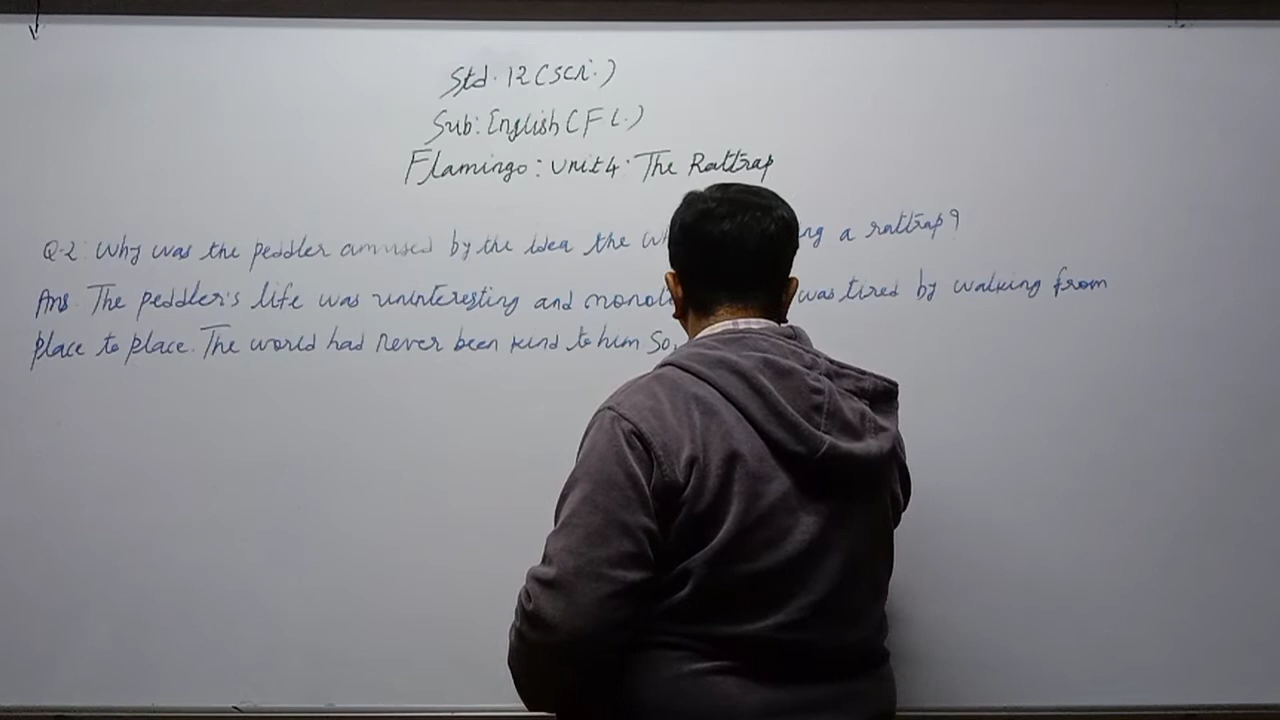 Std. 12 (Sci.)
Sub: English (F L.)
Flamingo: Unit 4. The Rattrap
Q-2: Why was the peddler amused by the idea the a rattrap?
Ans. The peddler's life was uninteresting and was tired by walking from
place to place. The world had never been kind to him So,